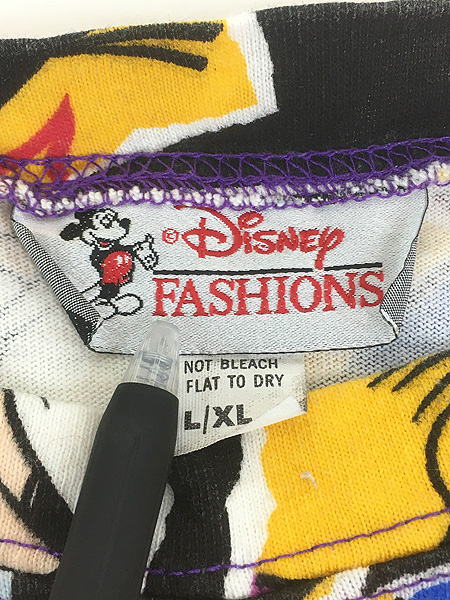 © Disney
FASHIONS
NOT BLEACH
FLAT TO DRY
L/XL